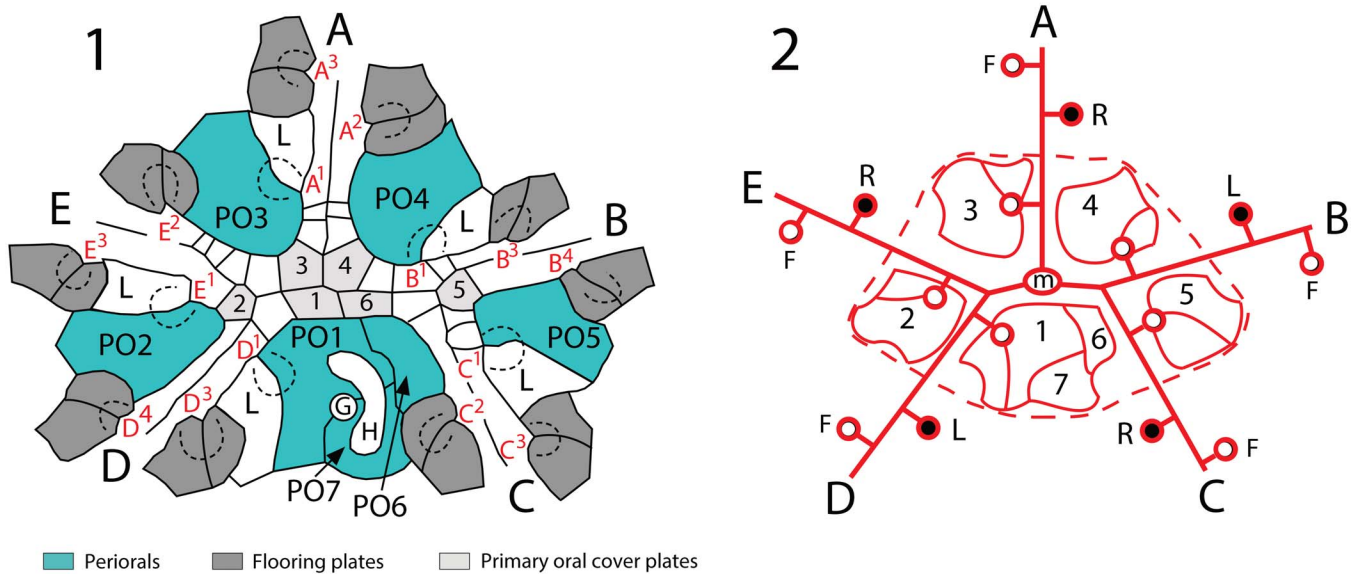 1
A
A³
L
A²
A¹
PO3
PO4
E
E²
L
B
E³
B³
B⁴
B¹
3
4
L
E¹
2
1
6
5
PO2
PO1
PO5
D¹
C¹
L
D⁴
D³
L
G
H
C²
C³
D
PO7
PO6
C
Periorals
Flooring plates
Primary oral cover plates
2
A
F
R
E
R
L
B
3
4
F
F
m
2
1
5
6
7
F
L
R
F
D
C